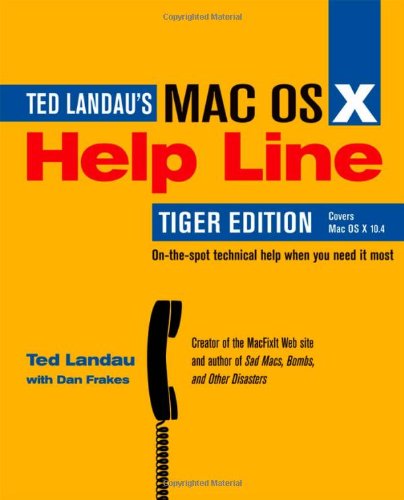 Copyrighted Material
TED LANDAU'S
MAC OS X
Help Line
TIGER EDITION
Covers
Mac OS X 10.4
On-the-spot technical help when you need it most
Ted Landau
with Dan Frakes
Creator of the MacFixIt Web site
and author of Sad Macs, Bombs,
and Other Disasters
Copyrighted Material